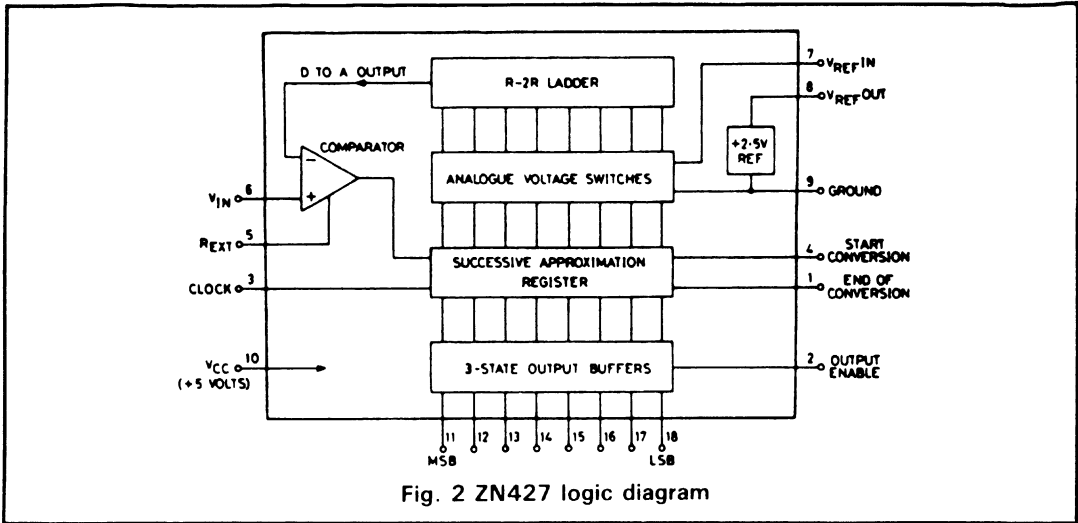 D TO A OUTPUT
R-2R LADDER
7
VREF IN
8
VREF OUT
+2·5V
REF
COMPARATOR
−
+
ANALOGUE VOLTAGE SWITCHES
6
VIN
9
GROUND
5
REXT
4
START
CONVERSION
SUCCESSIVE APPROXIMATION
REGISTER
3
CLOCK
1
END OF
CONVERSION
10
VCC
(+5 VOLTS)
3-STATE OUTPUT BUFFERS
2
OUTPUT
ENABLE
11 12 13 14 15 16 17 18
MSB LSB
Fig. 2 ZN427 logic diagram